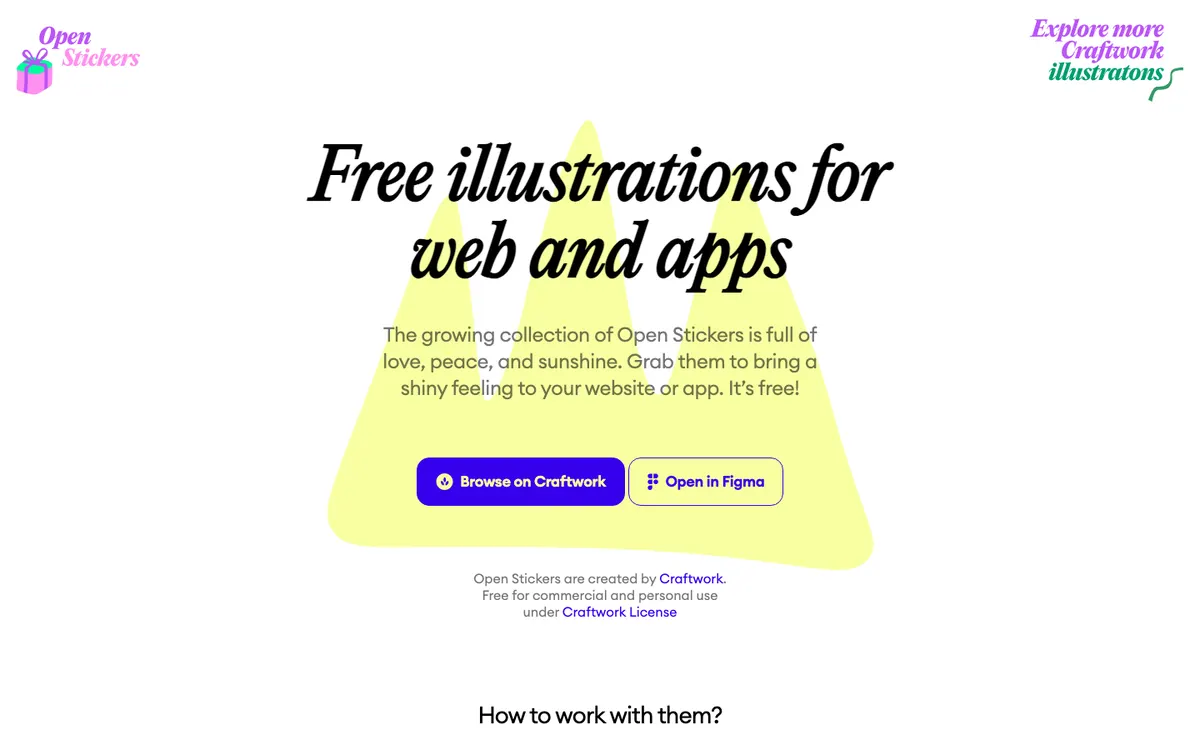 Open
Stickers
Explore more
Craftwork
illustratons
Free illustrations for
web and apps
The growing collection of Open Stickers is full of
love, peace, and sunshine. Grab them to bring a
shiny feeling to your website or app. It’s free!
Browse on Craftwork
Open in Figma
Open Stickers are created by Craftwork.
Free for commercial and personal use
under Craftwork License
How to work with them?